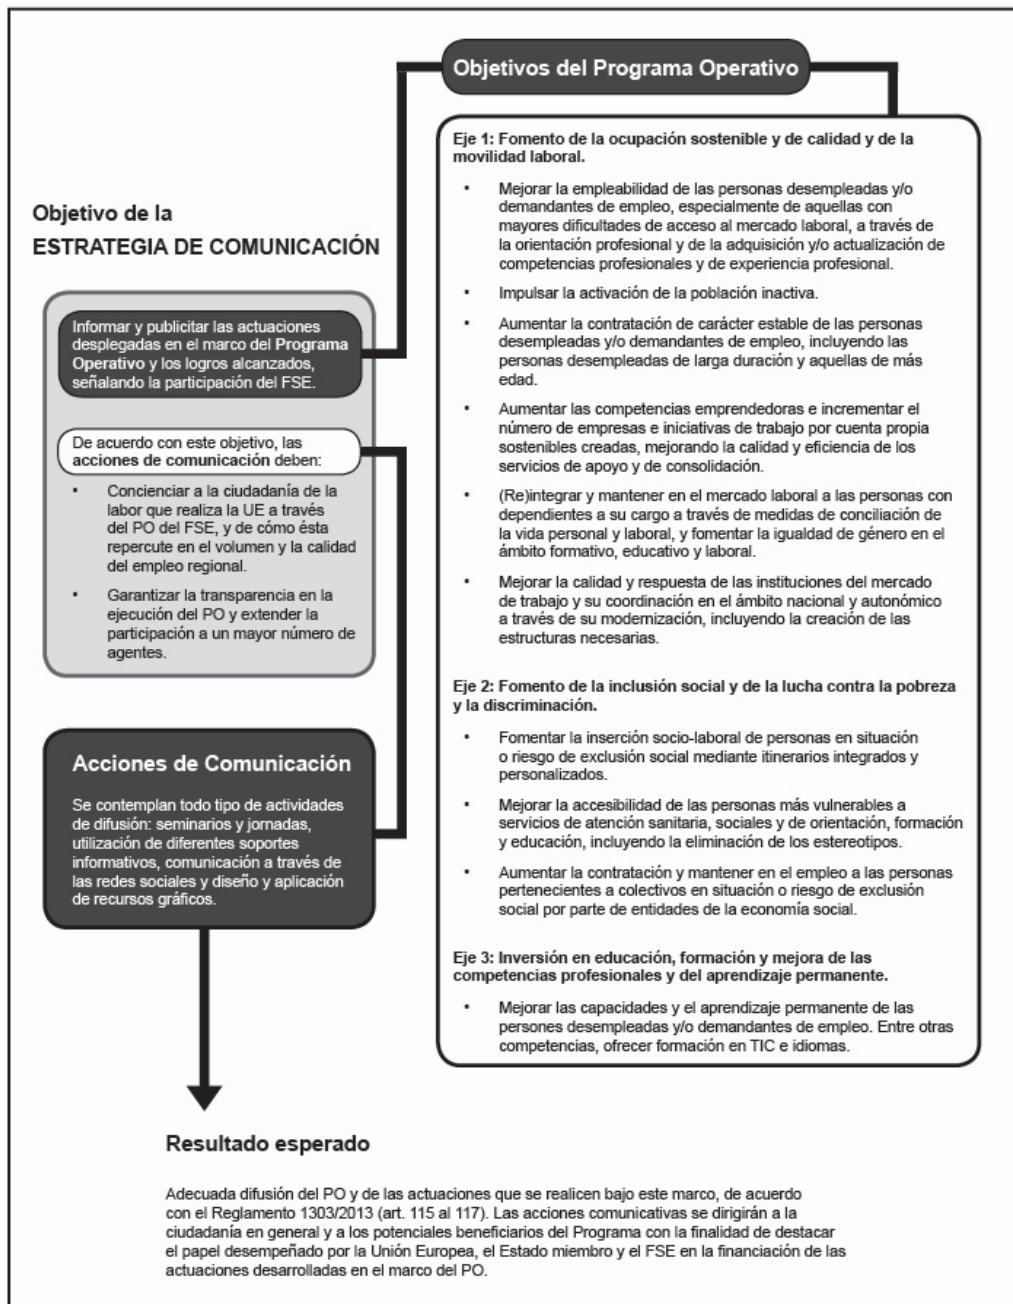 Objetivo de la
ESTRATEGIA DE COMUNICACIÓN
Informar y publicitar las actuaciones
desplegadas en el marco del Programa
Operativo y los logros alcanzados,
señalando la participación del FSE.
De acuerdo con este objetivo, las
acciones de comunicación deben:
• Concienciar a la ciudadanía de la
labor que realiza la UE a través
del PO del FSE, y de cómo ésta
repercute en el volumen y la calidad
del empleo regional.
• Garantizar la transparencia en la
ejecución del PO y extender la
participación a un mayor número de
agentes.
Acciones de Comunicación
Se contemplan todo tipo de actividades
de difusión: seminarios y jornadas,
utilización de diferentes soportes
informativos, comunicación a través de
las redes sociales y diseño y aplicación
de recursos gráficos.
Objetivos del Programa Operativo
Eje 1: Fomento de la ocupación sostenible y de calidad y de la
movilidad laboral.
• Mejorar la empleabilidad de las personas desempleadas y/o
demandantes de empleo, especialmente de aquellas con
mayores dificultades de acceso al mercado laboral, a través de
la orientación profesional y de la adquisición y/o actualización de
competencias profesionales y de experiencia profesional.
• Impulsar la activación de la población inactiva.
• Aumentar la contratación de carácter estable de las personas
desempleadas y/o demandantes de empleo, incluyendo las
personas desempleadas de larga duración y aquellas de más
edad.
• Aumentar las competencias emprendedoras e incrementar el
número de empresas e iniciativas de trabajo por cuenta propia
sostenibles creadas, mejorando la calidad y eficiencia de los
servicios de apoyo y de consolidación.
• (Re)integrar y mantener en el mercado laboral a las personas con
dependientes a su cargo a través de medidas de conciliación de
la vida personal y laboral, y fomentar la igualdad de género en el
ámbito formativo, educativo y laboral.
• Mejorar la calidad y respuesta de las instituciones del mercado
de trabajo y su coordinación en el ámbito nacional y autonómico
a través de su modernización, incluyendo la creación de las
estructuras necesarias.
Eje 2: Fomento de la inclusión social y de la lucha contra la pobreza
y la discriminación.
• Fomentar la inserción socio-laboral de personas en situación
o riesgo de exclusión social mediante itinerarios integrados y
personalizados.
• Mejorar la accesibilidad de las personas más vulnerables a
servicios de atención sanitaria, sociales y de orientación, formación
y educación, incluyendo la eliminación de los estereotipos.
• Aumentar la contratación y mantener en el empleo a las personas
pertenecientes a colectivos en situación o riesgo de exclusión
social por parte de entidades de la economía social.
Eje 3: Inversión en educación, formación y mejora de las
competencias profesionales y del aprendizaje permanente.
• Mejorar las capacidades y el aprendizaje permanente de las
persones desempleadas y/o demandantes de empleo. Entre otras
competencias, ofrecer formación en TIC e idiomas.
Resultado esperado
Adecuada difusión del PO y de las actuaciones que se realicen bajo este marco, de acuerdo
con el Reglamento 1303/2013 (art. 115 al 117). Las acciones comunicativas se dirigirán a la
ciudadanía en general y a los potenciales beneficiarios del Programa con la finalidad de destacar
el papel desempeñado por la Unión Europea, el Estado miembro y el FSE en la financiación de las
actuaciones desarrolladas en el marco del PO.